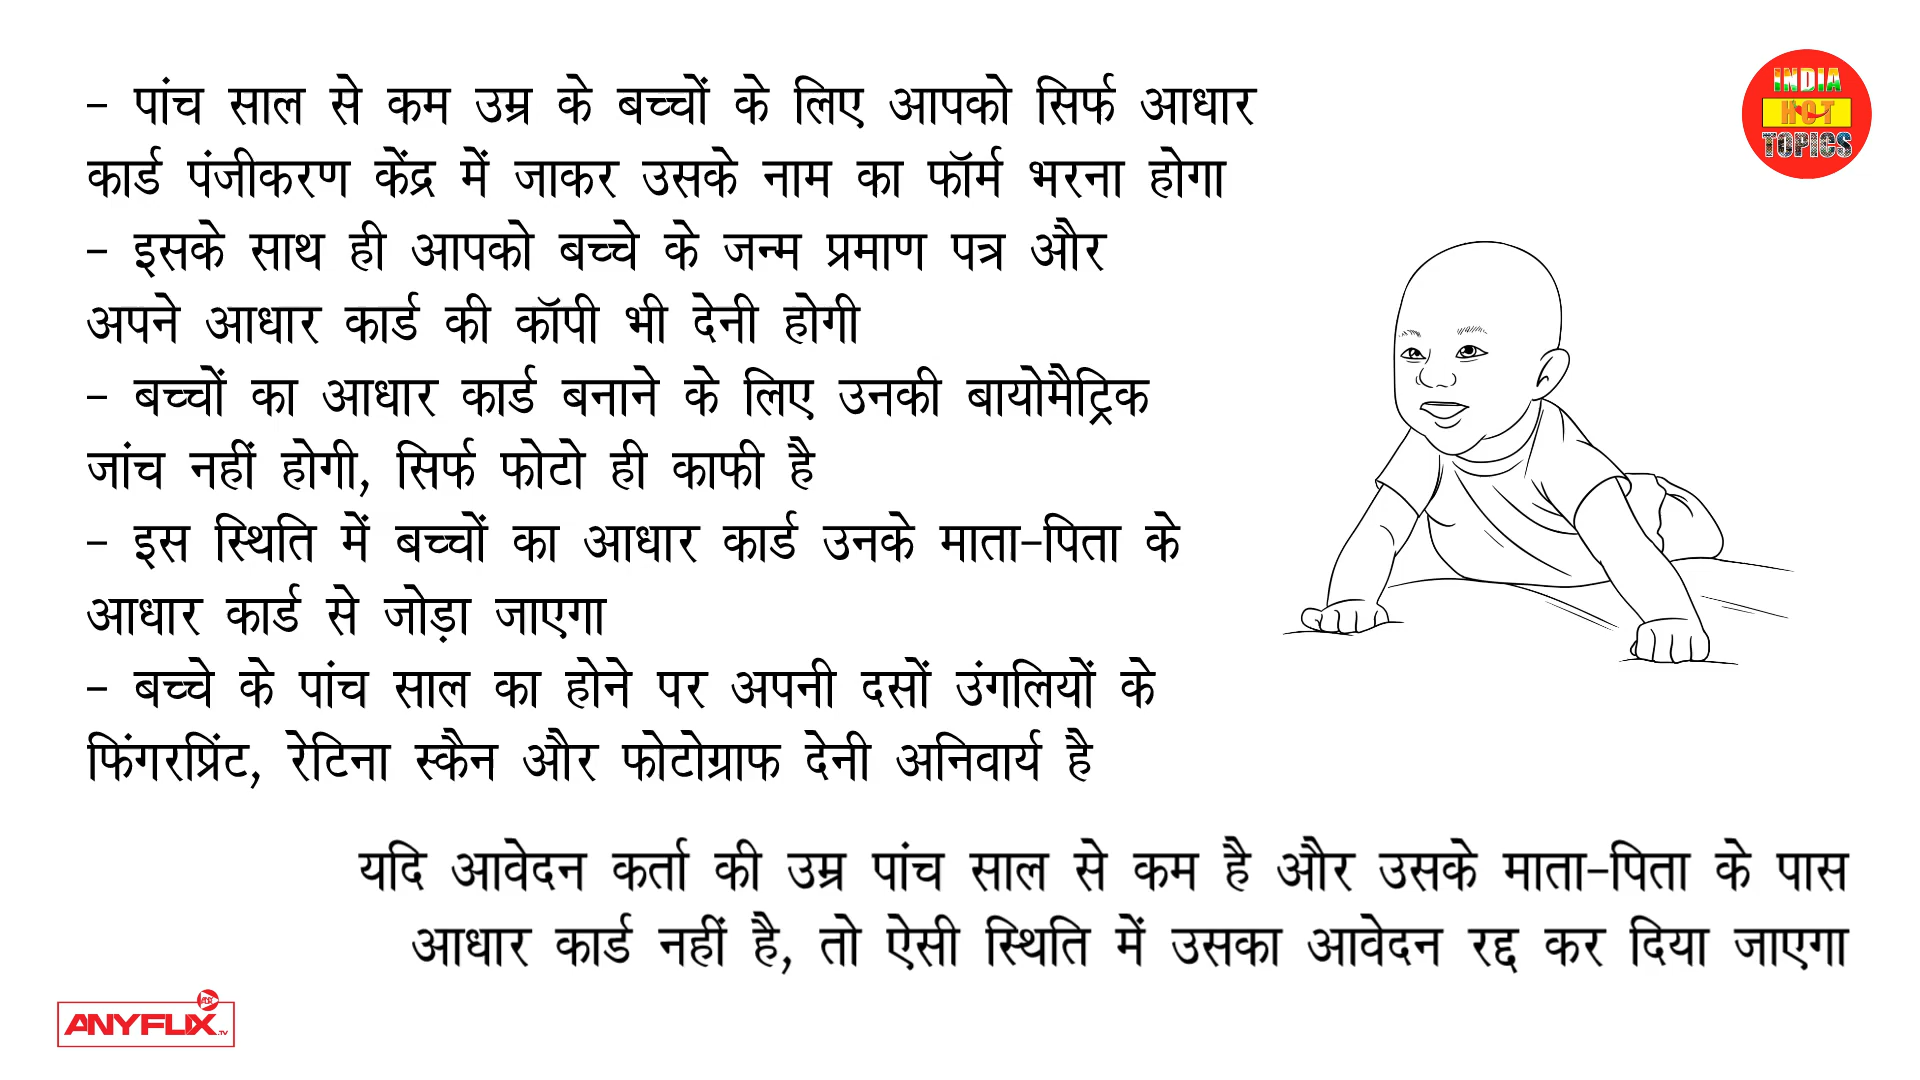 - पांच साल से कम उम्र के बच्चों के लिए आपको सिर्फ आधार
कार्ड पंजीकरण केंद्र में जाकर उसके नाम का फॉर्म भरना होगा
- इसके साथ ही आपको बच्चे के जन्म प्रमाण पत्र और
अपने आधार कार्ड की कॉपी भी देनी होगी
- बच्चों का आधार कार्ड बनाने के लिए उनकी बायोमैट्रिक
जांच नहीं होगी, सिर्फ फोटो ही काफी है
- इस स्थिति में बच्चों का आधार कार्ड उनके माता-पिता के
आधार कार्ड से जोड़ा जाएगा
- बच्चे के पांच साल का होने पर अपनी दसों उंगलियों के
फिंगरप्रिंट, रेटिना स्कैन और फोटोग्राफ देनी अनिवार्य है
यदि आवेदन कर्ता की उम्र पांच साल से कम है और उसके माता-पिता के पास
आधार कार्ड नहीं है, तो ऐसी स्थिति में उसका आवेदन रद्द कर दिया जाएगा
INDIA
HOT
TOPICS
ANYFLIX.TV